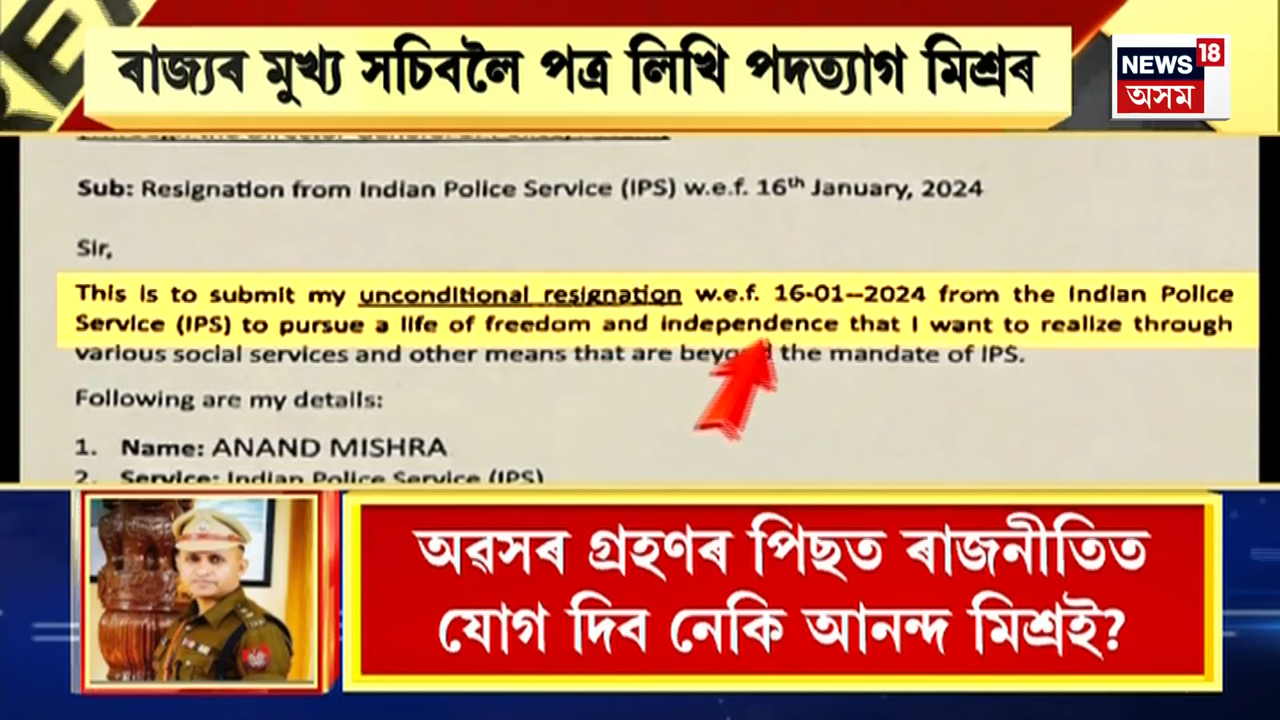 ৰাজ্যৰ মুখ্য সচিবলৈ পত্ৰ লিখি পদত্যাগ মিশ্ৰৰ
NEWS 18
অসম
Sub: Resignation from Indian Police Service (IPS) w.e.f. 16th January, 2024
Sir,
This is to submit my unconditional resignation w.e.f. 16-01--2024 from the Indian Police
Service (IPS) to pursue a life of freedom and independence that I want to realize through
various social services and other means that are beyond the mandate of IPS.
Following are my details:
1. Name: ANAND MISHRA
2. Service: Indian Police Service (IPS)
অৱসৰ গ্ৰহণৰ পিছত ৰাজনীতিত
যোগ দিব নেকি আনন্দ মিশ্ৰই?